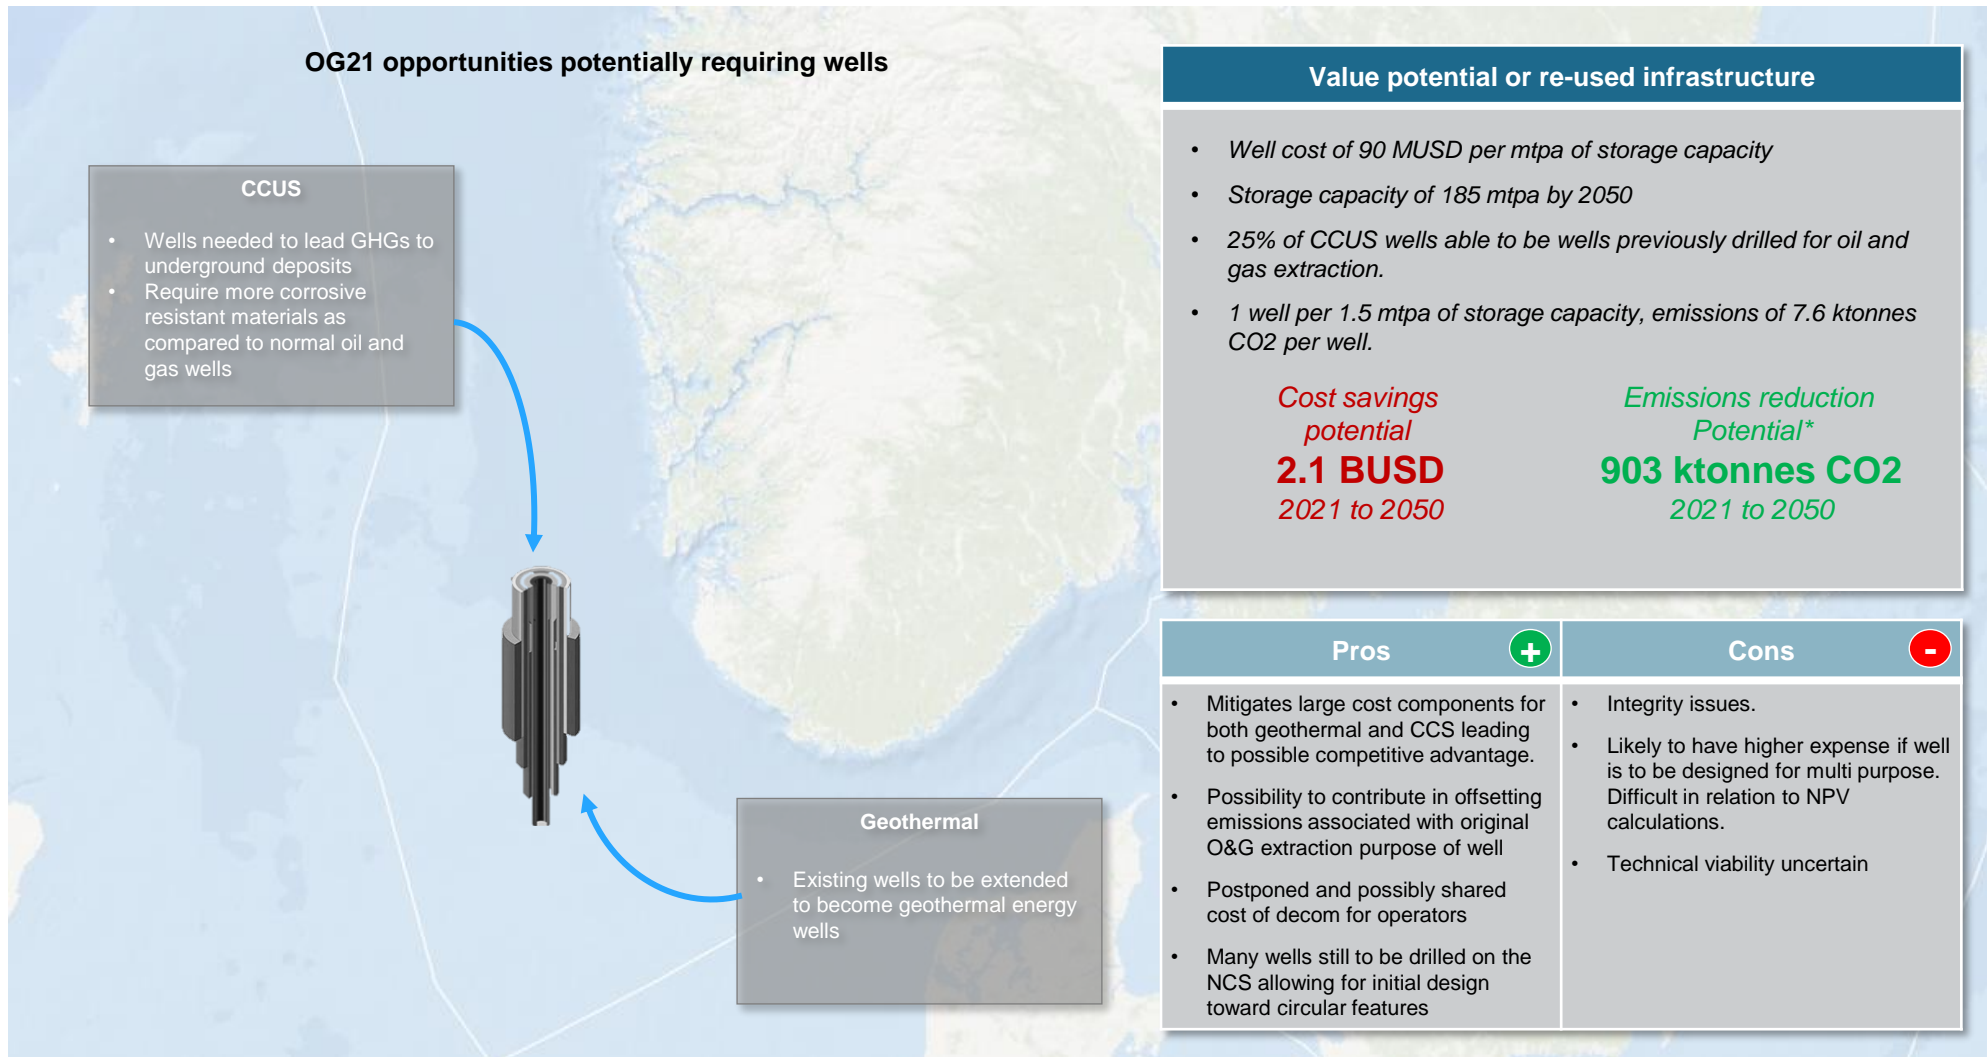 OG21 opportunities potentially requiring wells
CCUS
• Wells needed to lead GHGs to
underground deposits
• Require more corrosive
resistant materials as
compared to normal oil and
gas wells
Geothermal
• Existing wells to be extended
to become geothermal energy
wells
Value potential or re-used infrastructure
• Well cost of 90 MUSD per mtpa of storage capacity
• Storage capacity of 185 mtpa by 2050
• 25% of CCUS wells able to be wells previously drilled for oil and
gas extraction.
• 1 well per 1.5 mtpa of storage capacity, emissions of 7.6 ktonnes
CO2 per well.
Cost savings
potential
2.1 BUSD
2021 to 2050
Emissions reduction
Potential*
903 ktonnes CO2
2021 to 2050
Pros +
• Mitigates large cost components for
both geothermal and CCS leading
to possible competitive advantage.
• Possibility to contribute in offsetting
emissions associated with original
O&G extraction purpose of well
• Postponed and possibly shared
cost of decom for operators
• Many wells still to be drilled on the
NCS allowing for initial design
toward circular features
Cons -
• Integrity issues.
• Likely to have higher expense if well
is to be designed for multi purpose.
Difficult in relation to NPV
calculations.
• Technical viability uncertain